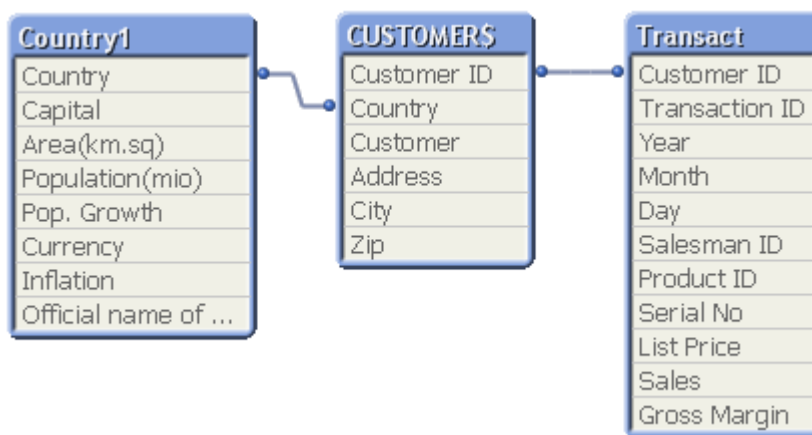 Country1
Country
Capital
Area(km.sq)
Population(mio)
Pop. Growth
Currency
Inflation
Official name of ...
CUSTOMER$
Customer ID
Country
Customer
Address
City
Zip
Transact
Customer ID
Transaction ID
Year
Month
Day
Salesman ID
Product ID
Serial No
List Price
Sales
Gross Margin